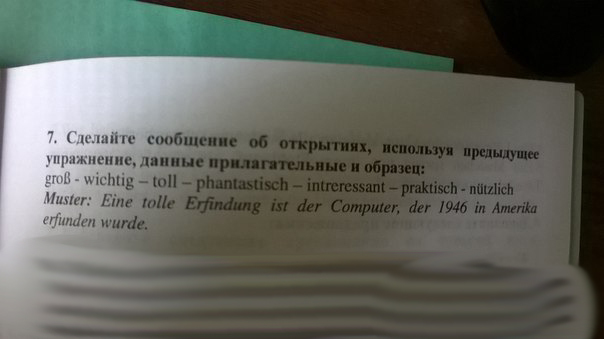 7. Сделайте сообщение об открытиях, используя предыдущее
упражнение, данные прилагательные и образец:
groß - wichtig – toll – phantastisch – intreressant – praktisch - nützlich
Muster: Eine tolle Erfindung ist der Computer, der 1946 in Amerika
erfunden wurde.